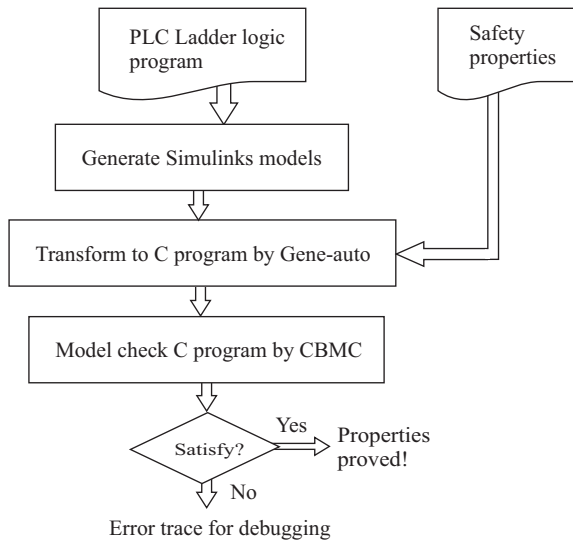 PLC Ladder logic
program
Safety
properties
Generate Simulinks models
Transform to C program by Gene-auto
Model check C program by CBMC
Satisfy?
Yes
Properties
proved!
No
Error trace for debugging